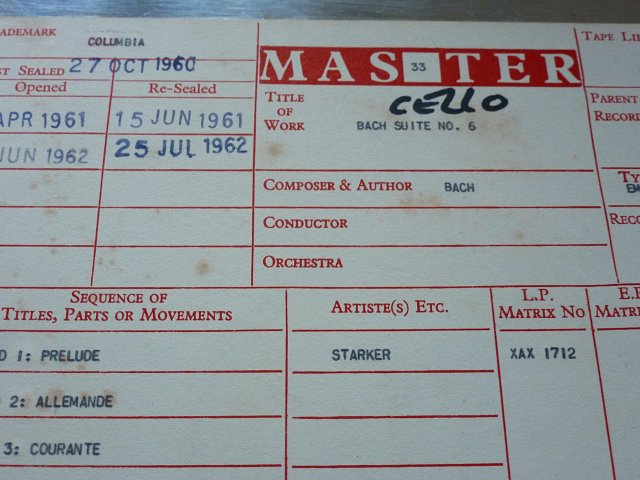 TRADEMARK COLUMBIA
ST SEALED 27 OCT 1960
Opened Re-Sealed
APR 1961 15 JUN 1961
JUN 1962 25 JUL 1962
MAS 33 TER
TITLE OF WORK
CELLO
BACH SUITE NO. 6
COMPOSER & AUTHOR BACH
CONDUCTOR
ORCHESTRA
TAPE LI
PARENT
RECOR
TY
EM
RECO
SEQUENCE OF
TITLES, PARTS OR MOVEMENTS
ARTISTE(S) ETC.
L.P.
MATRIX NO
E.P
MATRI
D 1: PRELUDE
STARKER
XAX 1712
2: ALLEMANDE
3: COURANTE